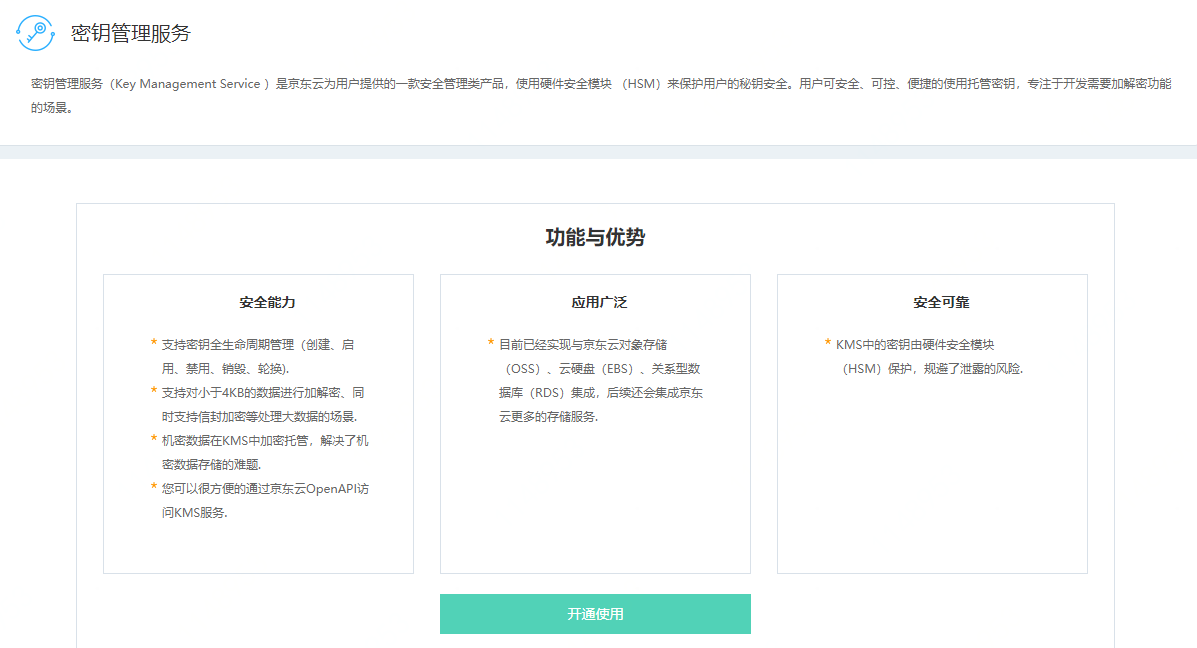 密钥管理服务
密钥管理服务（Key Management Service ）是京东云为用户提供的一款安全管理类产品，使用硬件安全模块 （HSM）来保护用户的秘钥安全。用户可安全、可控、便捷的使用托管密钥，专注于开发需要加解密功能
的场景。
功能与优势
安全能力
* 支持密钥全生命周期管理（创建、启
用、禁用、销毁、轮换).
* 支持对小于4KB的数据进行加解密、同
时支持信封加密等处理大数据的场景.
* 机密数据在KMS中加密托管，解决了机
密数据存储的难题.
* 您可以很方便的通过京东云OpenAPI访
问KMS服务.
应用广泛
* 目前已经实现与京东云对象存储
（OSS）、云硬盘（EBS）、关系型数
据库（RDS）集成，后续还会集成京东
云更多的存储服务.
安全可靠
* KMS中的密钥由硬件安全模块
（HSM）保护，规避了泄露的风险.
开通使用